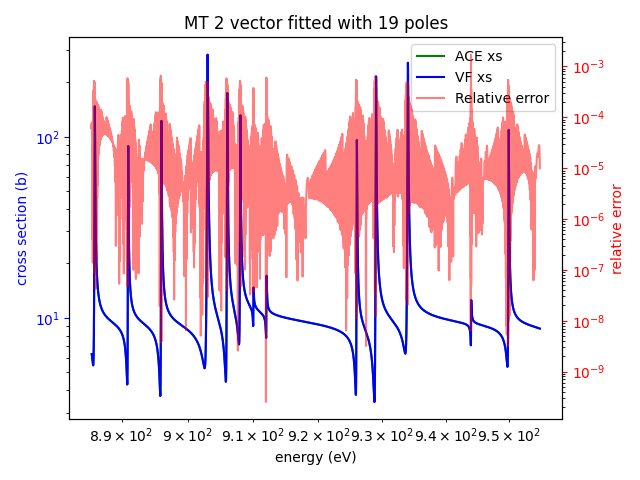 MT 2 vector fitted with 19 poles
ACE xs
VF xs
Relative error
10²
10¹
cross section (b)
10⁻³
10⁻⁴
10⁻⁵
10⁻⁶
10⁻⁷
10⁻⁸
10⁻⁹
relative error
8.9 × 10² 9 × 10² 9.1 × 10² 9.2 × 10² 9.3 × 10² 9.4 × 10² 9.5 × 10²
energy (eV)